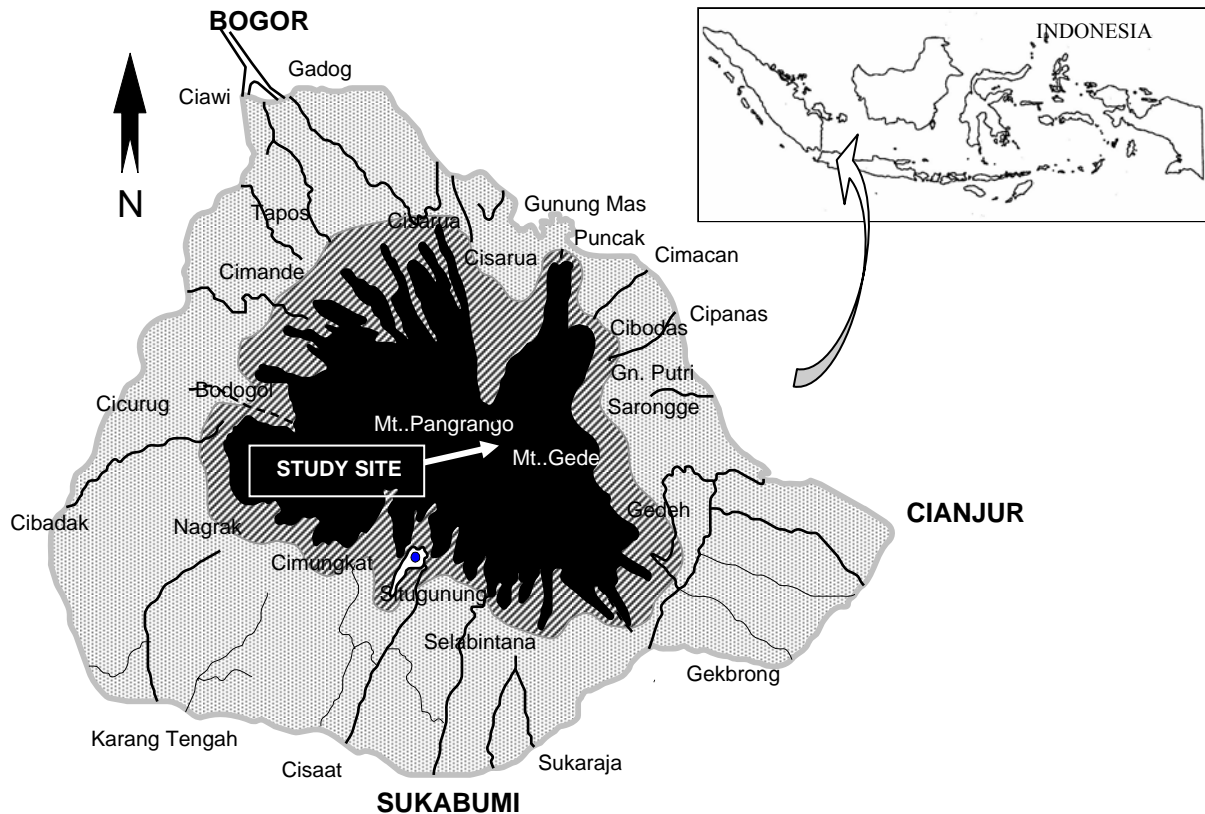 BOGOR
INDONESIA
Gadog
Ciawi
N
Tapos
Cisarua
Gunung Mas
Puncak
Cisarua
Cimacan
Cimande
Cibodas
Cipanas
Gn. Putri
Bodogol
Cicurug
Sarongge
Mt..Pangrango
STUDY SITE
Mt..Gede
Gedeh
CIANJUR
Cibadak
Nagrak
Cimungkat
Situgunung
Selabintana
Gekbrong
Karang Tengah
Cisaat
Sukaraja
SUKABUMI